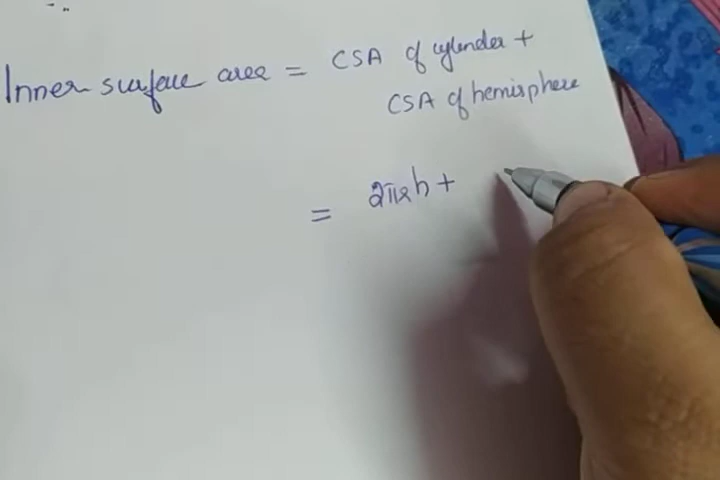 Inner surface area = CSA of cylinder +
CSA of hemisphere
= 2πrh +